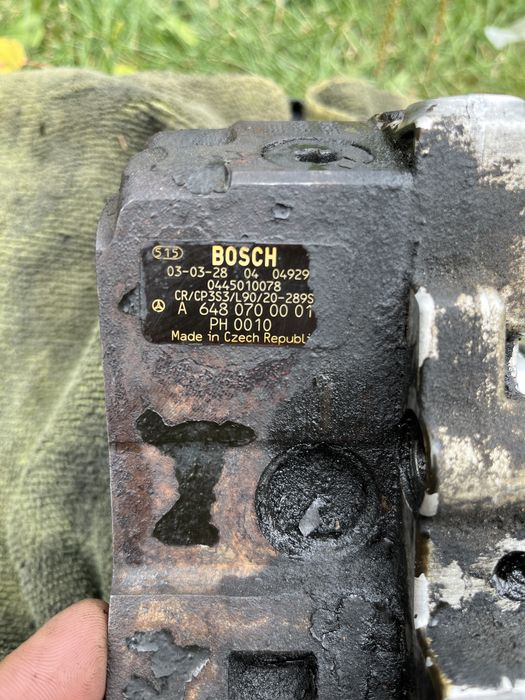 515 BOSCH
03-03-28 04 04929
0445010078
CR/CP3S3/L90/20-289S
A 648 070 00 01
PH 0010
Made in Czech Republi